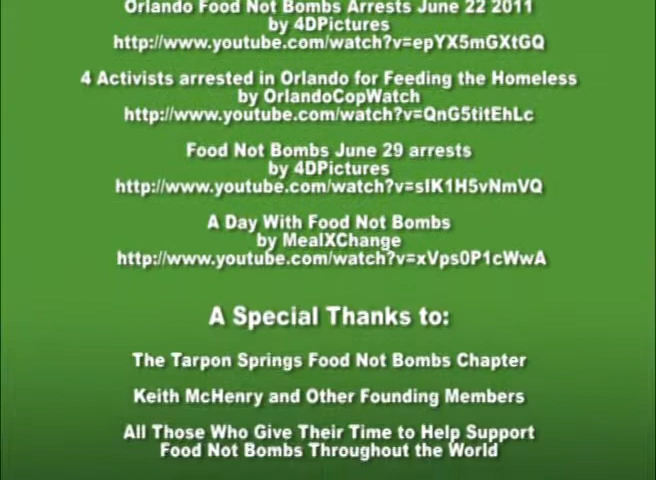 Orlando Food Not Bombs Arrests June 22 2011
by 4DPictures
http://www.youtube.com/watch?v=epYX5mGXtGQ
4 Activists arrested in Orlando for Feeding the Homeless
by OrlandoCopWatch
http://www.youtube.com/watch?v=QnG5titEhLc
Food Not Bombs June 29 arrests
by 4DPictures
http://www.youtube.com/watch?v=sIK1H5vNmVQ
A Day With Food Not Bombs
by MealXChange
http://www.youtube.com/watch?v=xVps0P1cWwA
A Special Thanks to:
The Tarpon Springs Food Not Bombs Chapter
Keith McHenry and Other Founding Members
All Those Who Give Their Time to Help Support
Food Not Bombs Throughout the World